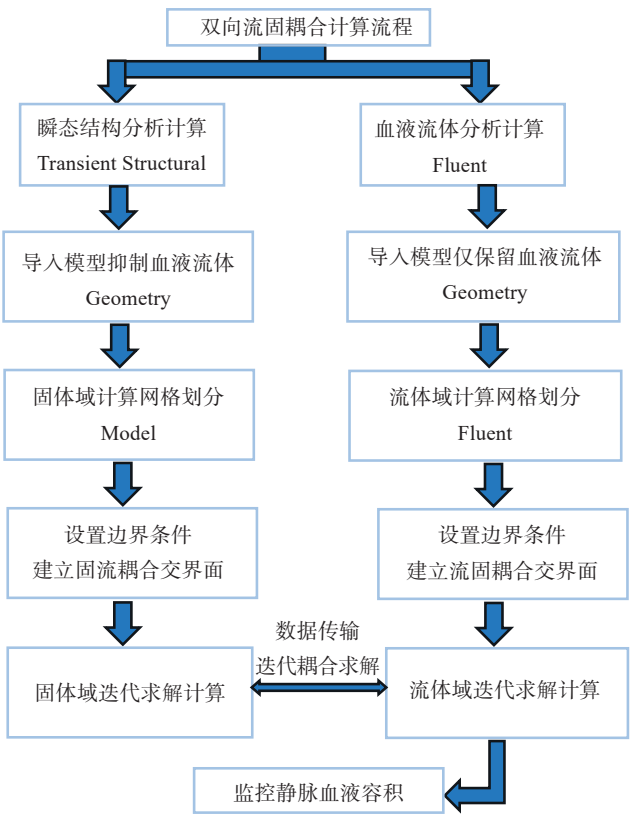 双向流固耦合计算流程
瞬态结构分析计算
Transient Structural
血液流体分析计算
Fluent
导入模型抑制血液流体
Geometry
导入模型仅保留血液流体
Geometry
固体域计算网格划分
Model
流体域计算网格划分
Fluent
设置边界条件
建立固流耦合交界面
设置边界条件
建立流固耦合交界面
数据传输
迭代耦合求解
固体域迭代求解计算
流体域迭代求解计算
监控静脉血液容积